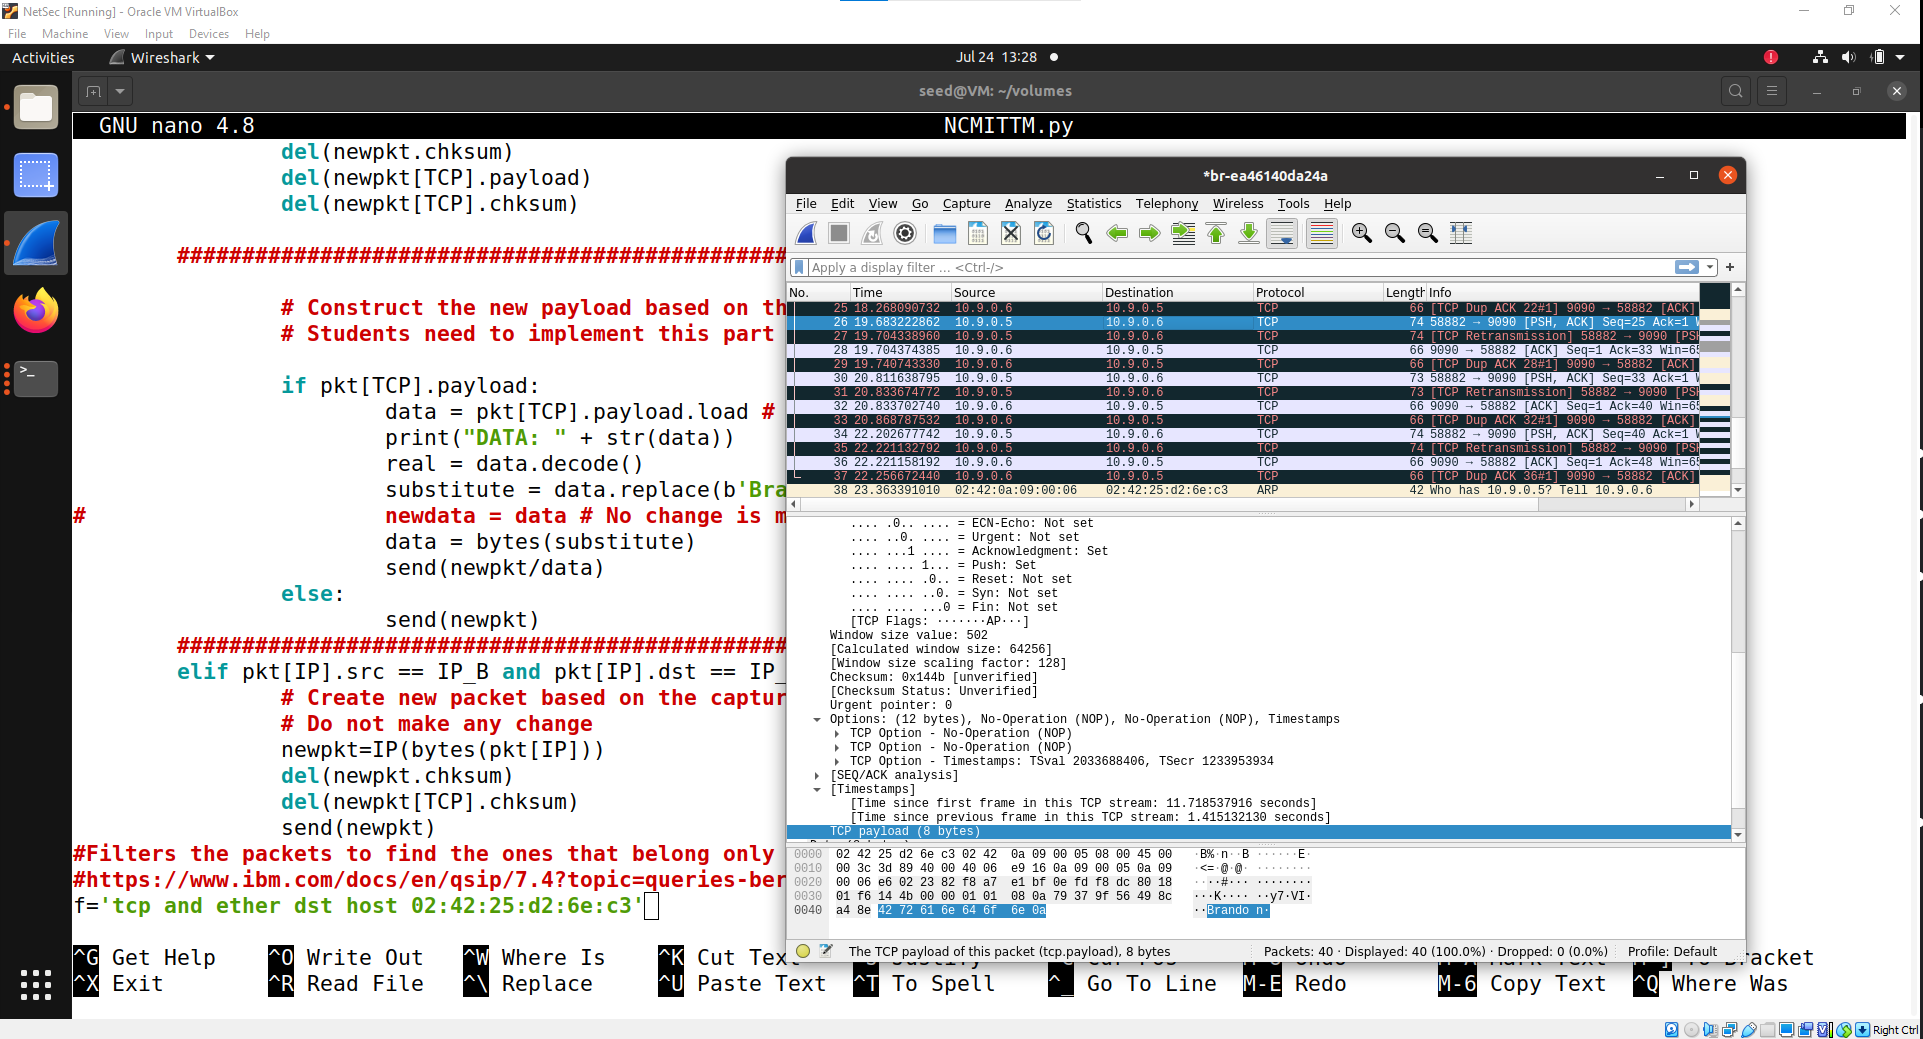 NetSec [Running] - Oracle VM VirtualBox
File Machine View Input Devices Help
Activities Wireshark Jul 24 13:28
seed@VM: ~/volumes
GNU nano 4.8 NCMITTM.py
del(newpkt.chksum)
del(newpkt[TCP].payload)
del(newpkt[TCP].chksum)
###############################################
# Construct the new payload based on th
# Students need to implement this part
if pkt[TCP].payload:
data = pkt[TCP].payload.load #
print("DATA: " + str(data))
real = data.decode()
substitute = data.replace(b'Bra
# newdata = data # No change is m
data = bytes(substitute)
send(newpkt/data)
else:
send(newpkt)
###############################################
elif pkt[IP].src == IP_B and pkt[IP].dst == IP_
# Create new packet based on the captur
# Do not make any change
newpkt=IP(bytes(pkt[IP]))
del(newpkt.chksum)
del(newpkt[TCP].chksum)
send(newpkt)
#Filters the packets to find the ones that belong only
#https://www.ibm.com/docs/en/qsip/7.4?topic=queries-ber
f='tcp and ether dst host 02:42:25:d2:6e:c3'
^G Get Help ^O Write Out ^W Where Is ^K Cut Text
^X Exit ^R Read File ^\ Replace ^U Paste Text ^T To Spell ^_ Go To Line M-E Redo M-6 Copy Text ^Q Where Was
*br-ea46140da24a
File Edit View Go Capture Analyze Statistics Telephony Wireless Tools Help
Apply a display filter … <Ctrl-/>
No. Time Source Destination Protocol Length Info
25 18.268090732 10.9.0.6 10.9.0.5 TCP 66 [TCP Dup ACK 22#1] 9090 → 58882 [ACK]
26 19.683222862 10.9.0.5 10.9.0.6 TCP 74 58882 → 9090 [PSH, ACK] Seq=25 Ack=1 W
27 19.704338960 10.9.0.5 10.9.0.6 TCP 74 [TCP Retransmission] 58882 → 9090 [PSH
28 19.704374385 10.9.0.6 10.9.0.5 TCP 66 9090 → 58882 [ACK] Seq=1 Ack=33 Win=65
29 19.740743330 10.9.0.6 10.9.0.5 TCP 66 [TCP Dup ACK 28#1] 9090 → 58882 [ACK]
30 20.811638795 10.9.0.5 10.9.0.6 TCP 73 58882 → 9090 [PSH, ACK] Seq=33 Ack=1 W
31 20.833674772 10.9.0.5 10.9.0.6 TCP 73 [TCP Retransmission] 58882 → 9090 [PSH
32 20.833702740 10.9.0.6 10.9.0.5 TCP 66 9090 → 58882 [ACK] Seq=1 Ack=40 Win=65
33 20.868787532 10.9.0.6 10.9.0.5 TCP 66 [TCP Dup ACK 32#1] 9090 → 58882 [ACK]
34 22.202677742 10.9.0.5 10.9.0.6 TCP 74 58882 → 9090 [PSH, ACK] Seq=40 Ack=1 W
35 22.221132792 10.9.0.5 10.9.0.6 TCP 74 [TCP Retransmission] 58882 → 9090 [PSH
36 22.221158192 10.9.0.6 10.9.0.5 TCP 66 9090 → 58882 [ACK] Seq=1 Ack=48 Win=65
37 22.256672440 10.9.0.6 10.9.0.5 TCP 66 [TCP Dup ACK 36#1] 9090 → 58882 [ACK]
38 23.363391010 02:42:0a:09:00:06 02:42:25:d2:6e:c3 ARP 42 Who has 10.9.0.5? Tell 10.9.0.6
.... .0.. .... = ECN-Echo: Not set
.... ..0. .... = Urgent: Not set
.... ...1 .... = Acknowledgment: Set
.... .... 1... = Push: Set
.... .... .0.. = Reset: Not set
.... .... ..0. = Syn: Not set
.... .... ...0 = Fin: Not set
[TCP Flags: ·······AP···]
Window size value: 502
[Calculated window size: 64256]
[Window size scaling factor: 128]
Checksum: 0x144b [unverified]
[Checksum Status: Unverified]
Urgent pointer: 0
Options: (12 bytes), No-Operation (NOP), No-Operation (NOP), Timestamps
TCP Option - No-Operation (NOP)
TCP Option - No-Operation (NOP)
TCP Option - Timestamps: TSval 2033688406, TSecr 1233953934
[SEQ/ACK analysis]
[Timestamps]
[Time since first frame in this TCP stream: 11.718537916 seconds]
[Time since previous frame in this TCP stream: 1.415132130 seconds]
TCP payload (8 bytes)
0000 02 42 25 d2 6e c3 02 42 0a 09 00 05 08 00 45 00 ·B%·n··B ······E·
0010 00 3c 3d 89 40 00 40 06 e9 16 0a 09 00 05 0a 09 ·<=·@·@· ········
0020 00 06 e6 02 23 82 f8 a7 e1 bf 0e fd f8 dc 80 18 ····#··· ········
0030 01 f6 14 4b 00 00 01 01 08 0a 79 37 9f 56 49 8c ···K···· ··y7·VI·
0040 a4 8e 42 72 61 6e 64 6f 6e 0a ··Brando n·
The TCP payload of this packet (tcp.payload), 8 bytes Packets: 40 · Displayed: 40 (100.0%) · Dropped: 0 (0.0%) Profile: Default
Right Ctrl